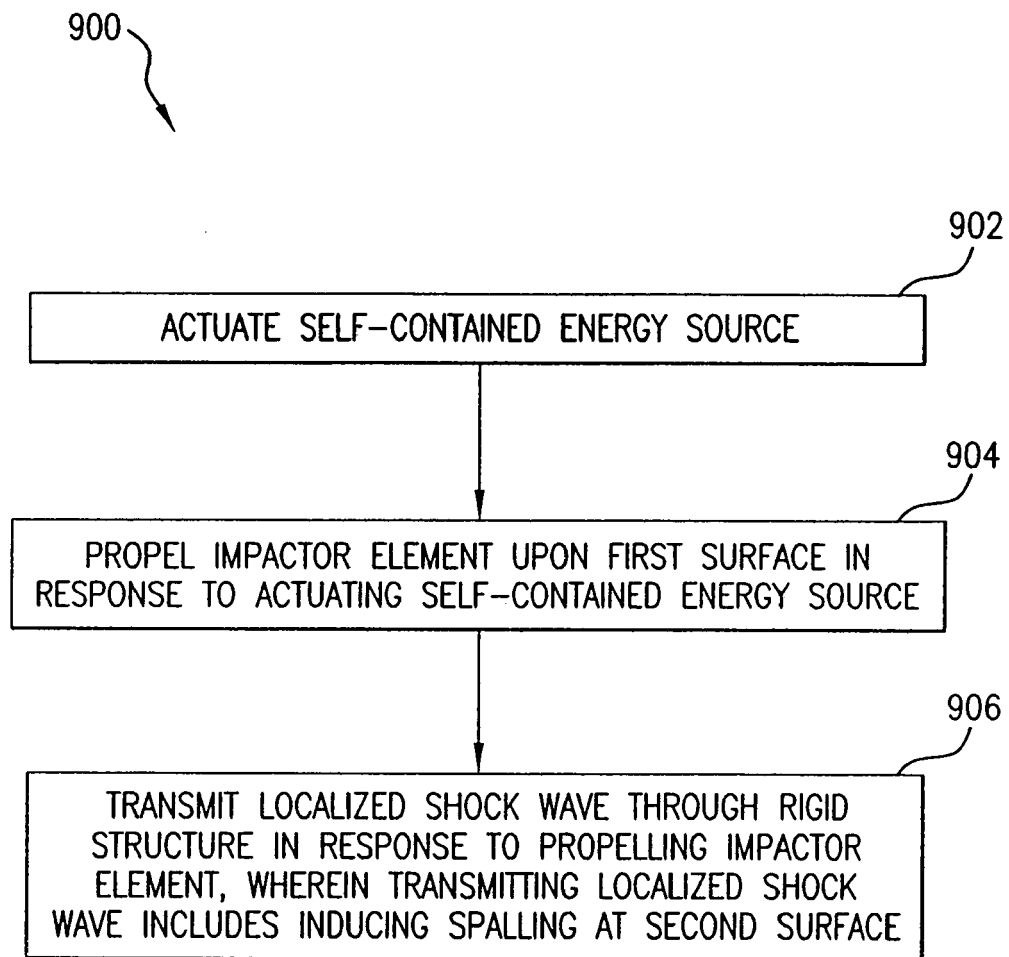 900
902
ACTUATE SELF-CONTAINED ENERGY SOURCE
904
PROPEL IMPACTOR ELEMENT UPON FIRST SURFACE IN
RESPONSE TO ACTUATING SELF-CONTAINED ENERGY SOURCE
906
TRANSMIT LOCALIZED SHOCK WAVE THROUGH RIGID
STRUCTURE IN RESPONSE TO PROPELLING IMPACTOR
ELEMENT, WHEREIN TRANSMITTING LOCALIZED SHOCK
WAVE INCLUDES INDUCING SPALLING AT SECOND SURFACE